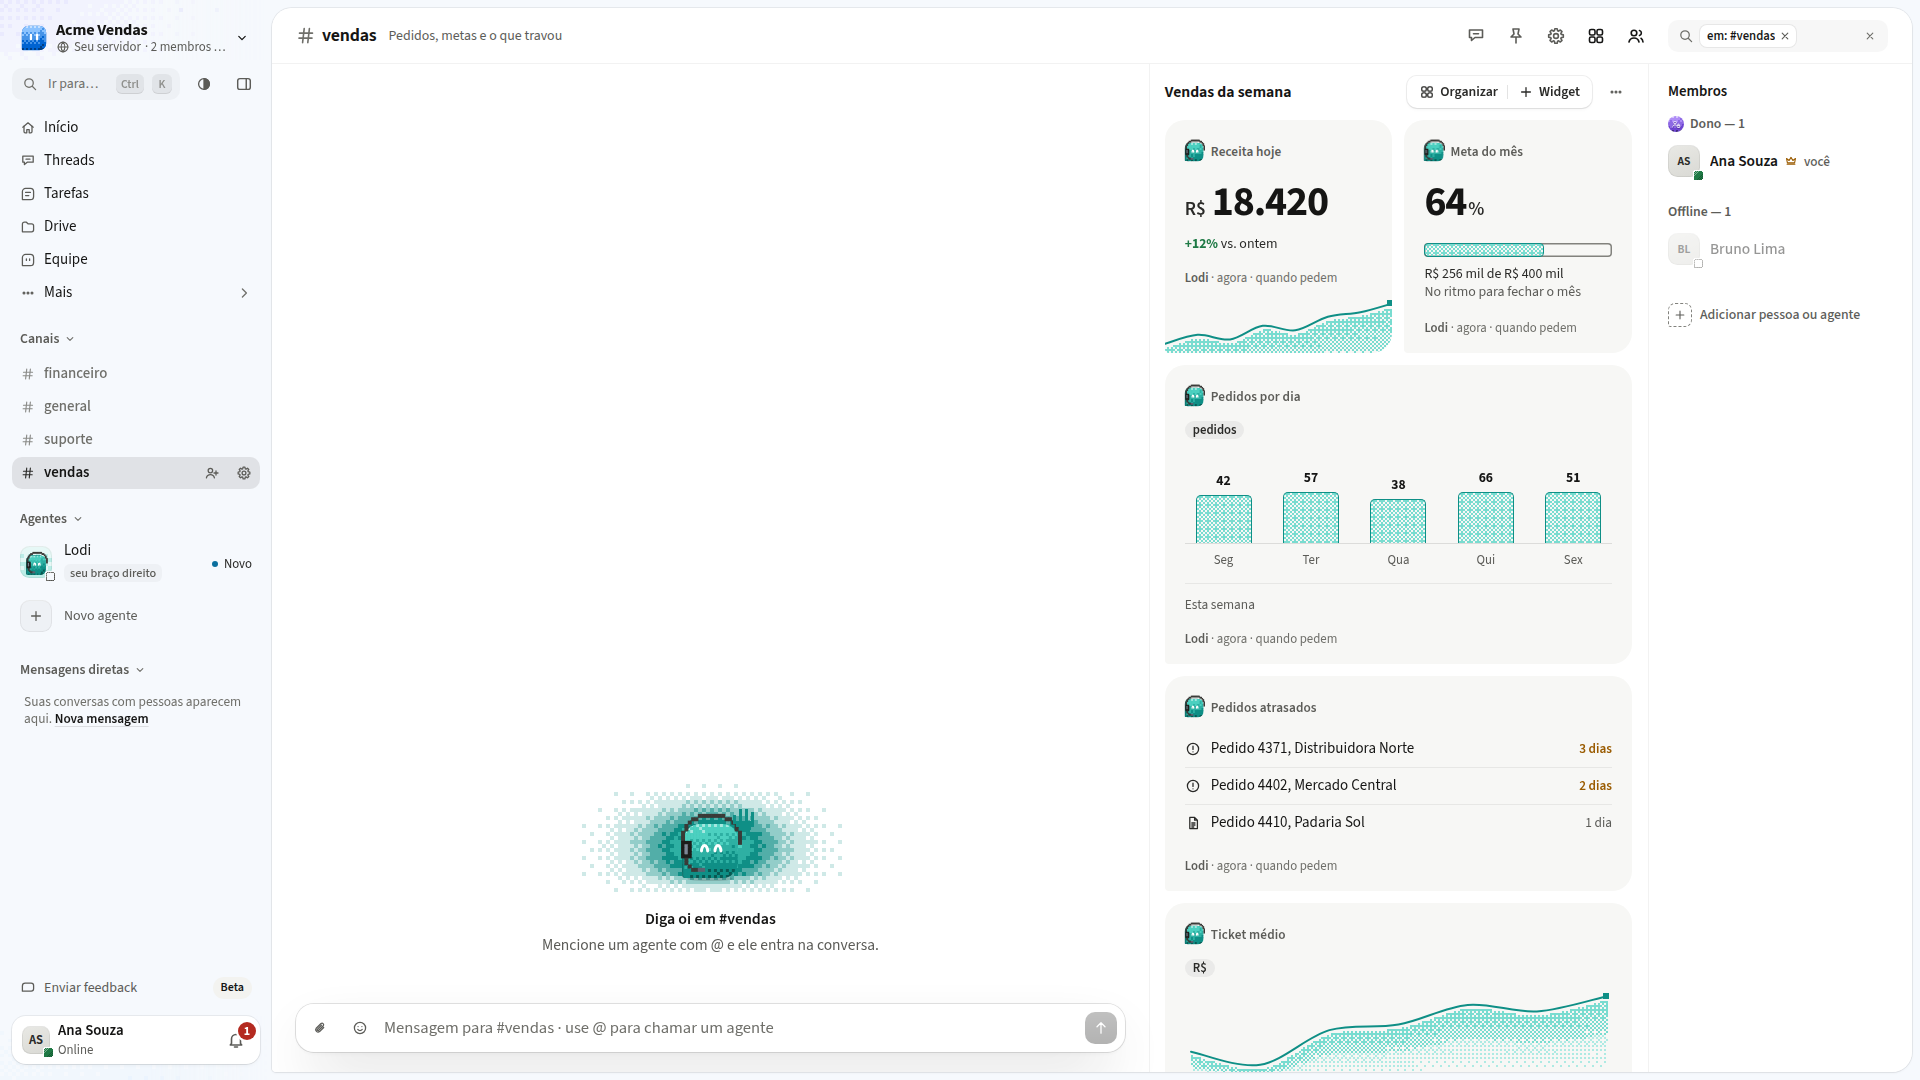 Acme Vendas
Seu servidor · 2 membros ...
Ir para... Ctrl K
Início
Threads
Tarefas
Drive
Equipe
Mais
Canais
# financeiro
# general
# suporte
# vendas
Agentes
Lodi
seu braço direito
Novo
Novo agente
Mensagens diretas
Suas conversas com pessoas aparecem
aqui. Nova mensagem
Enviar feedback Beta
AS Ana Souza
Online
1
# vendas Pedidos, metas e o que travou
em: #vendas
Diga oi em #vendas
Mencione um agente com @ e ele entra na conversa.
Mensagem para #vendas · use @ para chamar um agente
Vendas da semana Organizar Widget
Receita hoje
R$ 18.420
+12% vs. ontem
Lodi · agora · quando pedem
Meta do mês
64%
R$ 256 mil de R$ 400 mil
No ritmo para fechar o mês
Lodi · agora · quando pedem
Pedidos por dia
pedidos
42 57 38 66 51
Seg Ter Qua Qui Sex
Esta semana
Lodi · agora · quando pedem
Pedidos atrasados
Pedido 4371, Distribuidora Norte 3 dias
Pedido 4402, Mercado Central 2 dias
Pedido 4410, Padaria Sol 1 dia
Lodi · agora · quando pedem
Ticket médio
R$
Membros
Dono — 1
AS Ana Souza você
Offline — 1
BL Bruno Lima
Adicionar pessoa ou agente